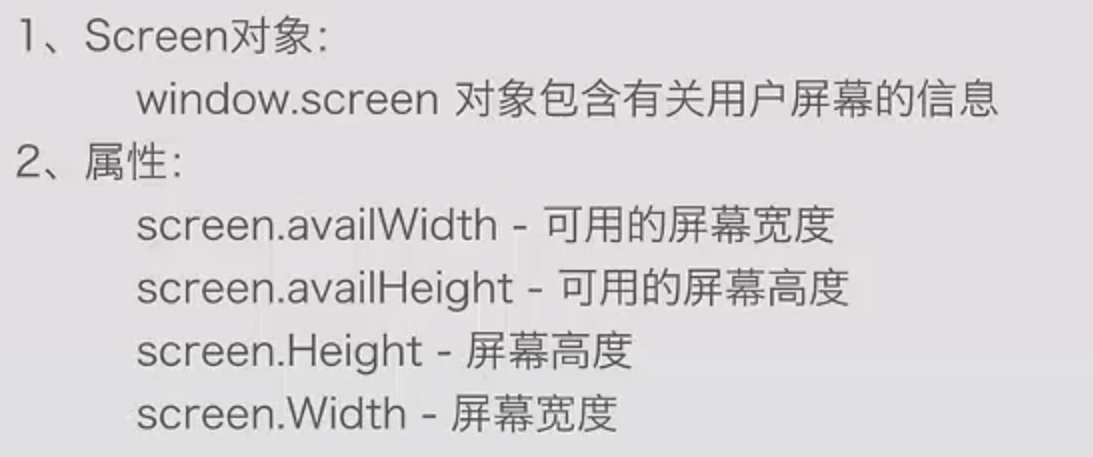 1、Screen对象:
window.screen 对象包含有关用户屏幕的信息
2、属性:
screen.availWidth - 可用的屏幕宽度
screen.availHeight - 可用的屏幕高度
screen.Height - 屏幕高度
screen.Width - 屏幕宽度